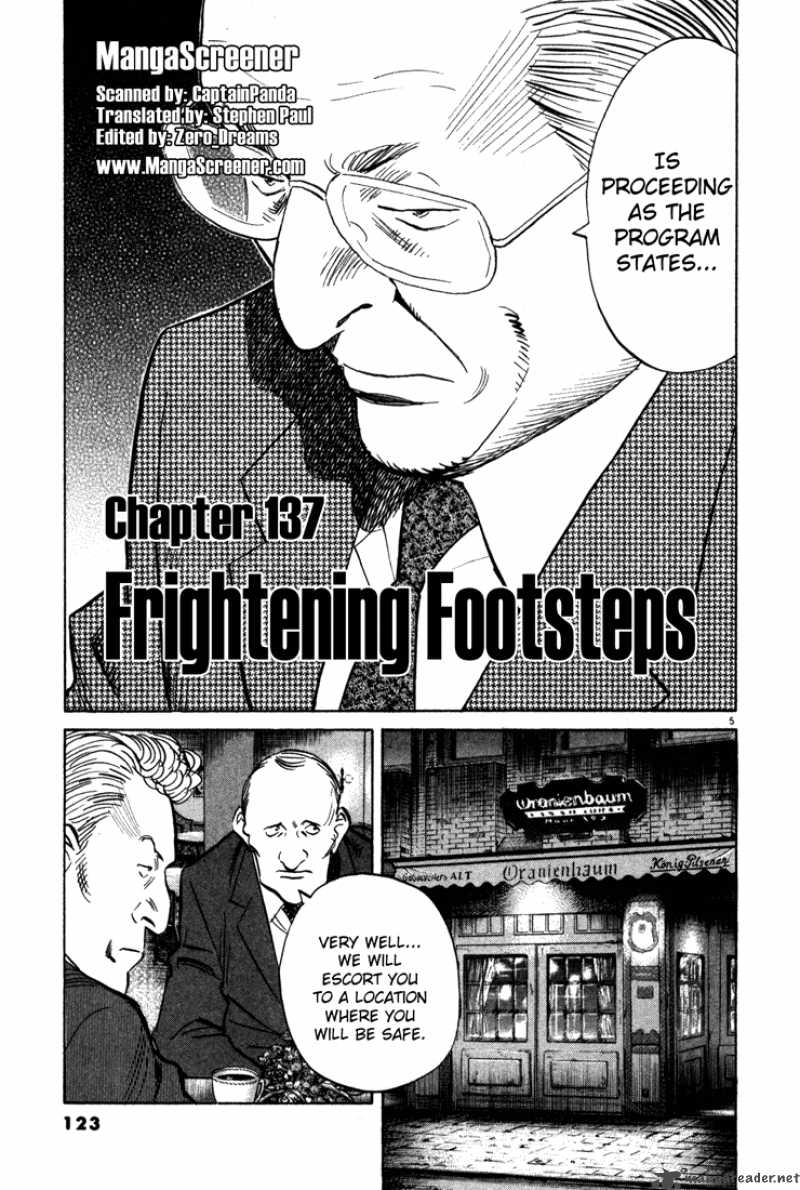 MangaScreener
Scanned by: CaptainPanda
Translated by: Stephen Paul
Edited by: Zero_Dreams
www.MangaScreener.com
IS
PROCEEDING
AS THE
PROGRAM
STATES...
Chapter 137
Frightening Footsteps
5
Uranienbaum
ALT
Oranienbaum
König-Pilsener
VERY WELL...
WE WILL
ESCORT YOU
TO A LOCATION
WHERE YOU
WILL BE SAFE.
123